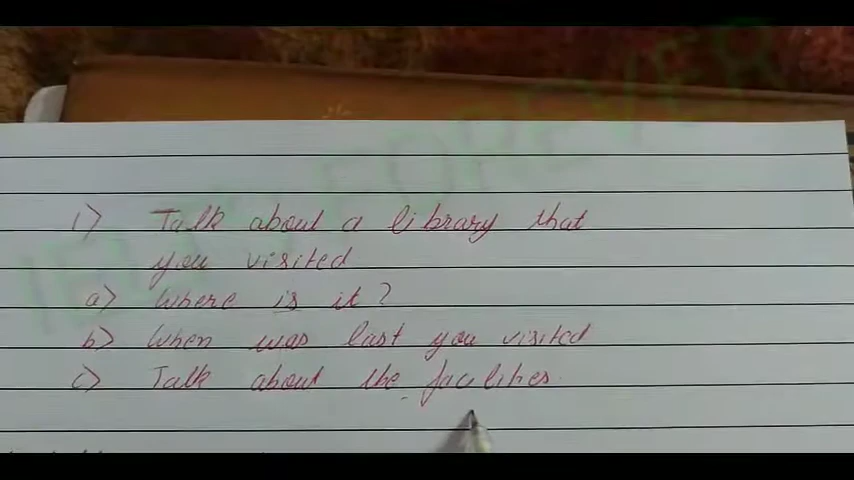 1) Talk about a library that
you visited
a) Where is it?
b) When was last you visited
c) Talk about the facilities